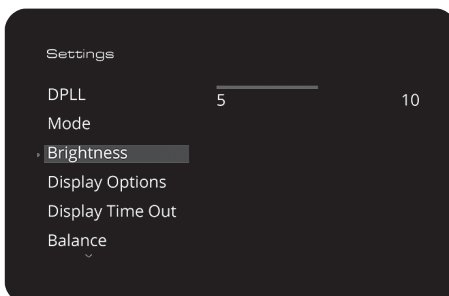 Settings
DPLL
5 10
Mode
Brightness
Display Options
Display Time Out
Balance